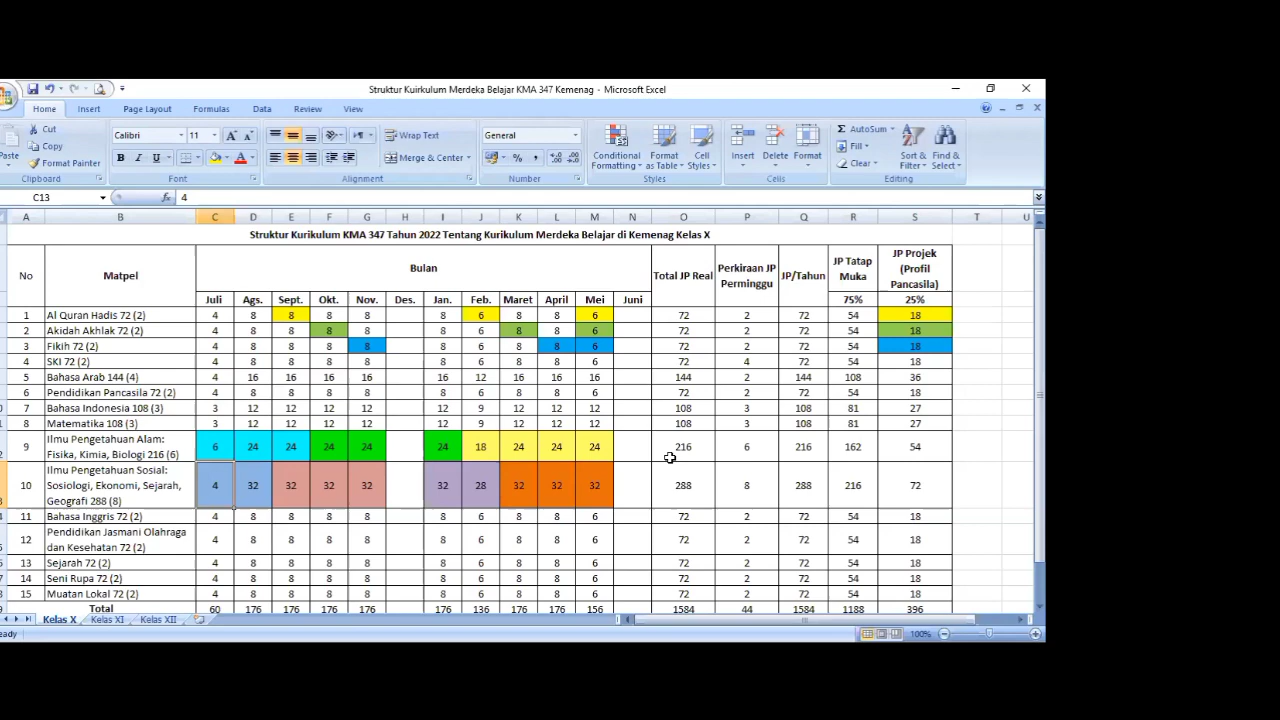 Struktur Kuirkulum Merdeka Belajar KMA 347 Kemenag - Microsoft Excel
Home Insert Page Layout Formulas Data Review View
Cut Calibri 11 Wrap Text General AutoSum
Paste Copy Fill
Format Painter B I U Merge & Center Conditional Formatting Format as Table Cell Styles Insert Delete Format Clear Sort & Filter Find & Select
Clipboard Font Alignment Number Styles Cells Editing
C13 fx 4
A B C D E F G H I J K L M N O P Q R S T U
Struktur Kurikulum KMA 347 Tahun 2022 Tentang Kurikulum Merdeka Belajar di Kemenag Kelas X
No Matpel Bulan Total JP Real Perkiraan JP Perminggu JP/Tahun JP Tatap Muka JP Projek (Profil Pancasila)
Juli Ags. Sept. Okt. Nov. Des. Jan. Feb. Maret April Mei Juni 75% 25%
1 Al Quran Hadis 72 (2) 4 8 8 8 8 8 6 8 8 6 72 2 72 54 18
2 Akidah Akhlak 72 (2) 4 8 8 8 8 8 6 8 8 6 72 2 72 54 18
3 Fikih 72 (2) 4 8 8 8 8 8 6 8 8 6 72 2 72 54 18
4 SKI 72 (2) 4 8 8 8 8 8 6 8 8 6 72 4 72 54 18
5 Bahasa Arab 144 (4) 4 16 16 16 16 16 12 16 16 16 144 2 144 108 36
6 Pendidikan Pancasila 72 (2) 4 8 8 8 8 8 6 8 8 6 72 2 72 54 18
7 Bahasa Indonesia 108 (3) 3 12 12 12 12 12 9 12 12 12 108 3 108 81 27
8 Matematika 108 (3) 3 12 12 12 12 12 9 12 12 12 108 3 108 81 27
9 Ilmu Pengetahuan Alam: Fisika, Kimia, Biologi 216 (6) 6 24 24 24 24 24 18 24 24 24 216 6 216 162 54
10 Ilmu Pengetahuan Sosial: Sosiologi, Ekonomi, Sejarah, Geografi 288 (8) 4 32 32 32 32 32 28 32 32 32 288 8 288 216 72
11 Bahasa Inggris 72 (2) 4 8 8 8 8 8 6 8 8 6 72 2 72 54 18
12 Pendidikan Jasmani Olahraga dan Kesehatan 72 (2) 4 8 8 8 8 8 6 8 8 6 72 2 72 54 18
13 Sejarah 72 (2) 4 8 8 8 8 8 6 8 8 6 72 2 72 54 18
14 Seni Rupa 72 (2) 4 8 8 8 8 8 6 8 8 6 72 2 72 54 18
15 Muatan Lokal 72 (2) 4 8 8 8 8 8 6 8 8 6 72 2 72 54 18
Total 60 176 176 176 176 176 136 176 176 156 1584 44 1584 1188 396
Kelas X Kelas XI Kelas XII
100%